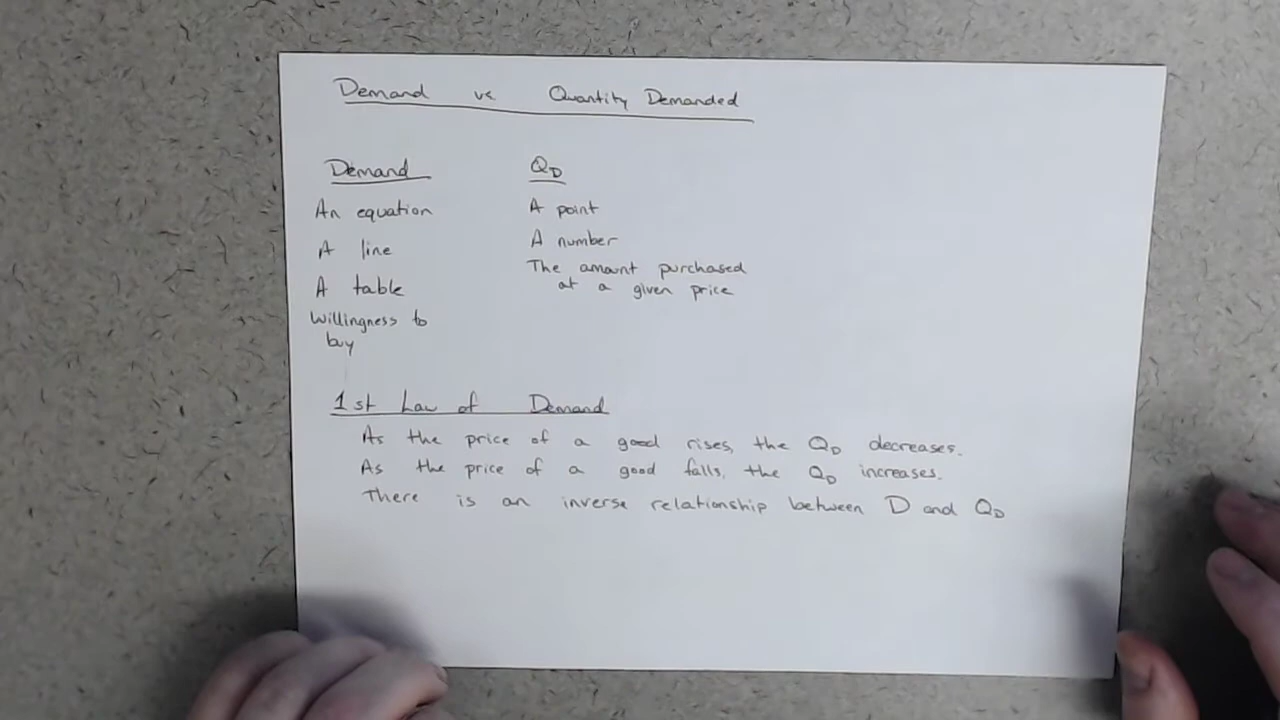 Demand vs Quantity Demanded
Demand
An equation
A line
A table
Willingness to
buy
QD
A point
A number
The amount purchased
at a given price
1st Law of Demand
As the price of a good rises, the QD decreases.
As the price of a good falls, the QD increases.
There is an inverse relationship between D and QD